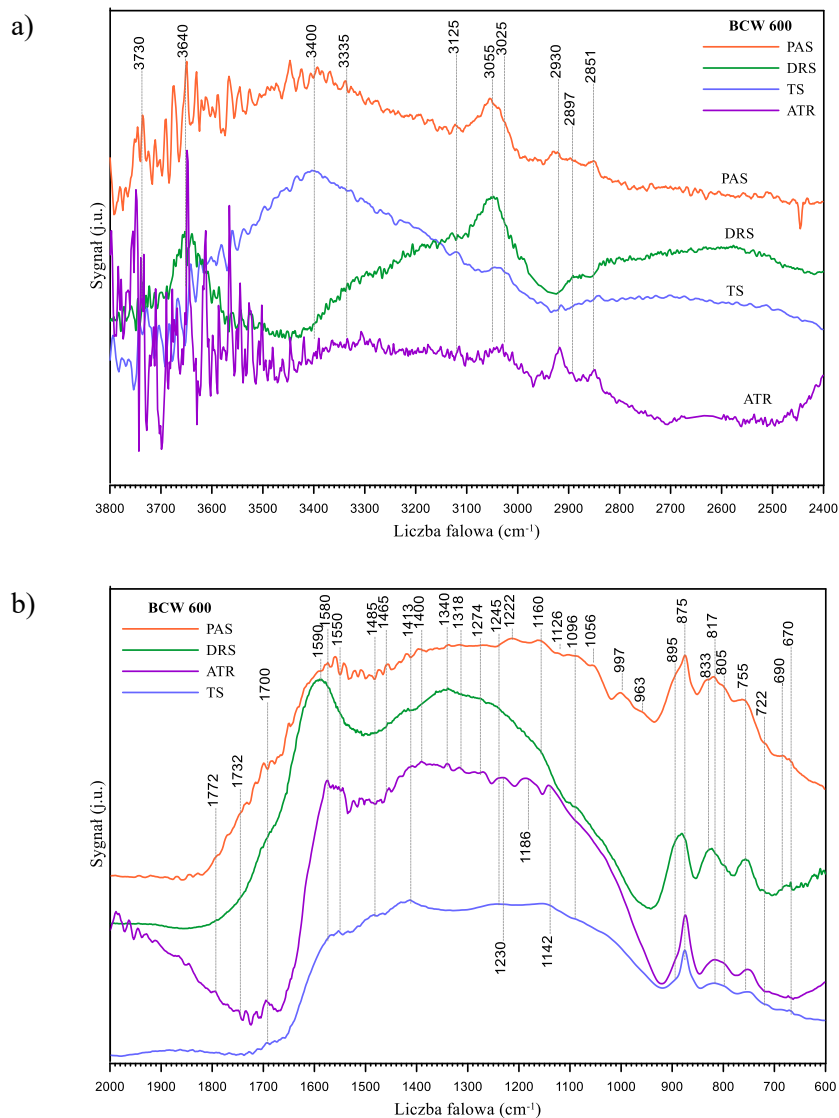 a)
3730
3640
3400
3335
3125
3055
3025
2930
2897
2851
BCW 600
PAS
DRS
TS
ATR
PAS
DRS
TS
ATR
Sygnał (j.u.)
3800 3700 3600 3500 3400 3300 3200 3100 3000 2900 2800 2700 2600 2500 2400
Liczba falowa (cm-1)
b)
BCW 600
PAS
DRS
ATR
TS
1772
1732
1700
1590
1580
1550
1485
1465
1413
1400
1340
1318
1274
1245
1222
1160
1126
1096
1056
997
963
895
875
833
817
805
755
722
690
670
1186
1230
1142
Sygnał (j.u.)
2000 1900 1800 1700 1600 1500 1400 1300 1200 1100 1000 900 800 700 600
Liczba falowa (cm-1)